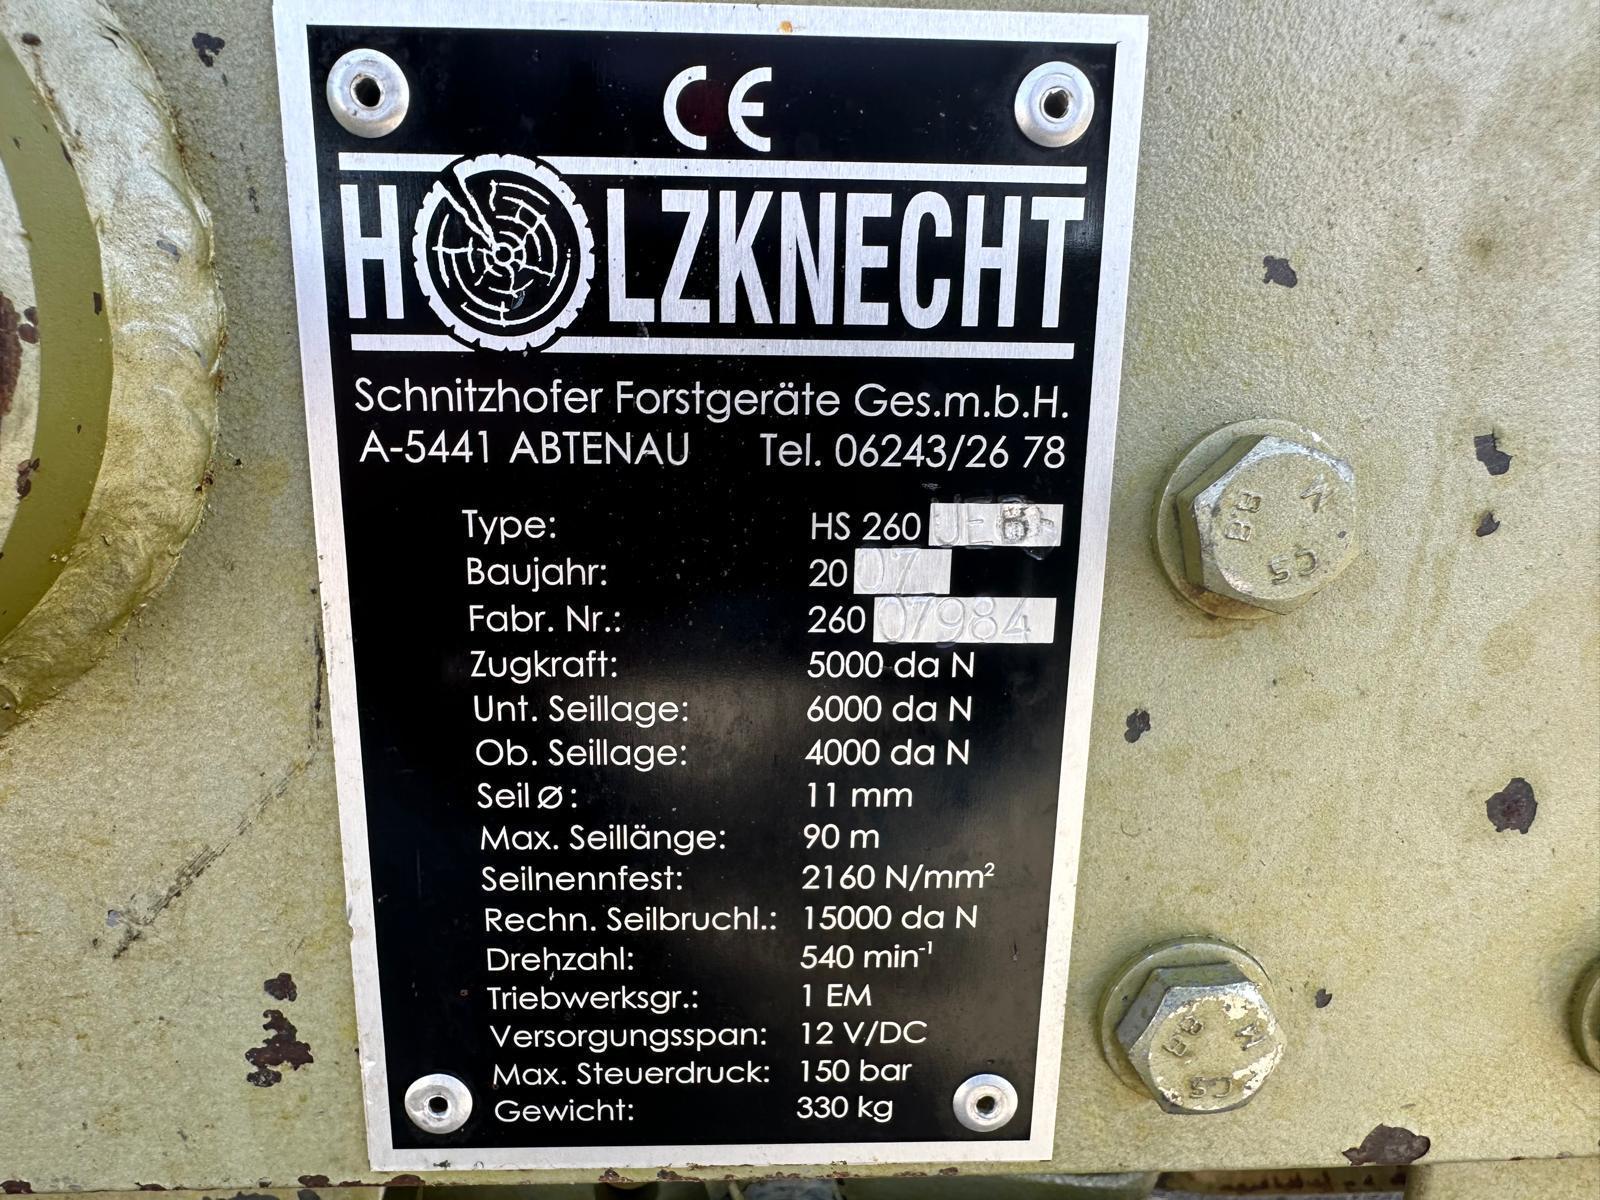 CE
HOLZKNECHT
Schnitzhofer Forstgeräte Ges.m.b.H.
A-5441 ABTENAU Tel. 06243/26 78
Type: HS 260
Baujahr: 2007
Fabr. Nr.: 26007984
Zugkraft: 5000 da N
Unt. Seillage: 6000 da N
Ob. Seillage: 4000 da N
Seil ⌀: 11 mm
Max. Seillänge: 90 m
Seilnennfest: 2160 N/mm²
Rechn. Seilbruchl.: 15000 da N
Drehzahl: 540 min⁻¹
Triebwerksgr.: 1 EM
Versorgungsspan: 12 V/DC
Max. Steuerdruck: 150 bar
Gewicht: 330 kg